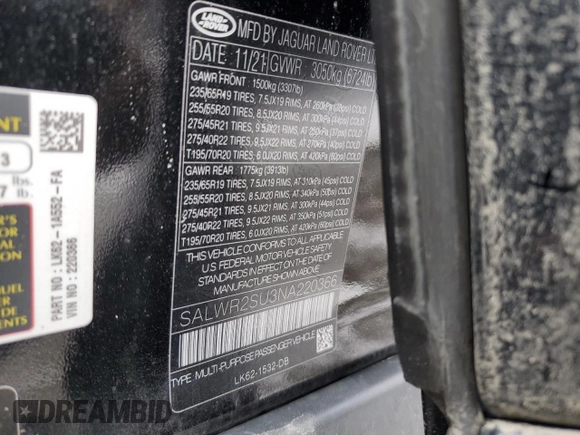 LAND
ROVER
MFD BY JAGUAR LAND ROVER
DATE: 11/21 GVWR 3050kg (6724lb)
GAWR FRONT 1500kg (3307lb)
235/65R19 TIRES, 7.5JX19 RIMS, AT 260kPa (38psi) COLD
255/55R20 TIRES, 8.5JX20 RIMS, AT 300kPa (44psi) COLD
275/45R21 TIRES, 9.5JX21 RIMS, AT 250kPa (37psi) COLD
275/40R22 TIRES, 9.5JX22 RIMS, AT 270kPa (40psi) COLD
T195/70R20 TIRES, 6.0JX20 RIMS, AT 420kPa (60psi) COLD
GAWR REAR 1775kg (3913lb)
235/65R19 TIRES, 7.5JX19 RIMS, AT 310kPa (45psi) COLD
255/55R20 TIRES, 8.5JX20 RIMS, AT 340kPa (50psi) COLD
275/45R21 TIRES, 9.5JX21 RIMS, AT 300kPa (44psi) COLD
275/40R22 TIRES, 9.5JX22 RIMS, AT 350kPa (51psi) COLD
T195/70R20 TIRES, 6.0JX20 RIMS, AT 420kPa (60psi) COLD
THIS VEHICLE CONFORMS TO ALL APPLICABLE
U.S FEDERAL MOTOR VEHICLE SAFETY
STANDARDS IN EFFECT ON THE DATE OF
MANUFACTURE SHOWN ABOVE
SALWR2SU3NA220366
TYPE: MULTI-PURPOSE PASSENGER VEHICLE
LK62-1532-DB
3
lbs.
7 lb.
PART NO : LK62-1A552-FA
VIN NO : 220366
DREAMBID